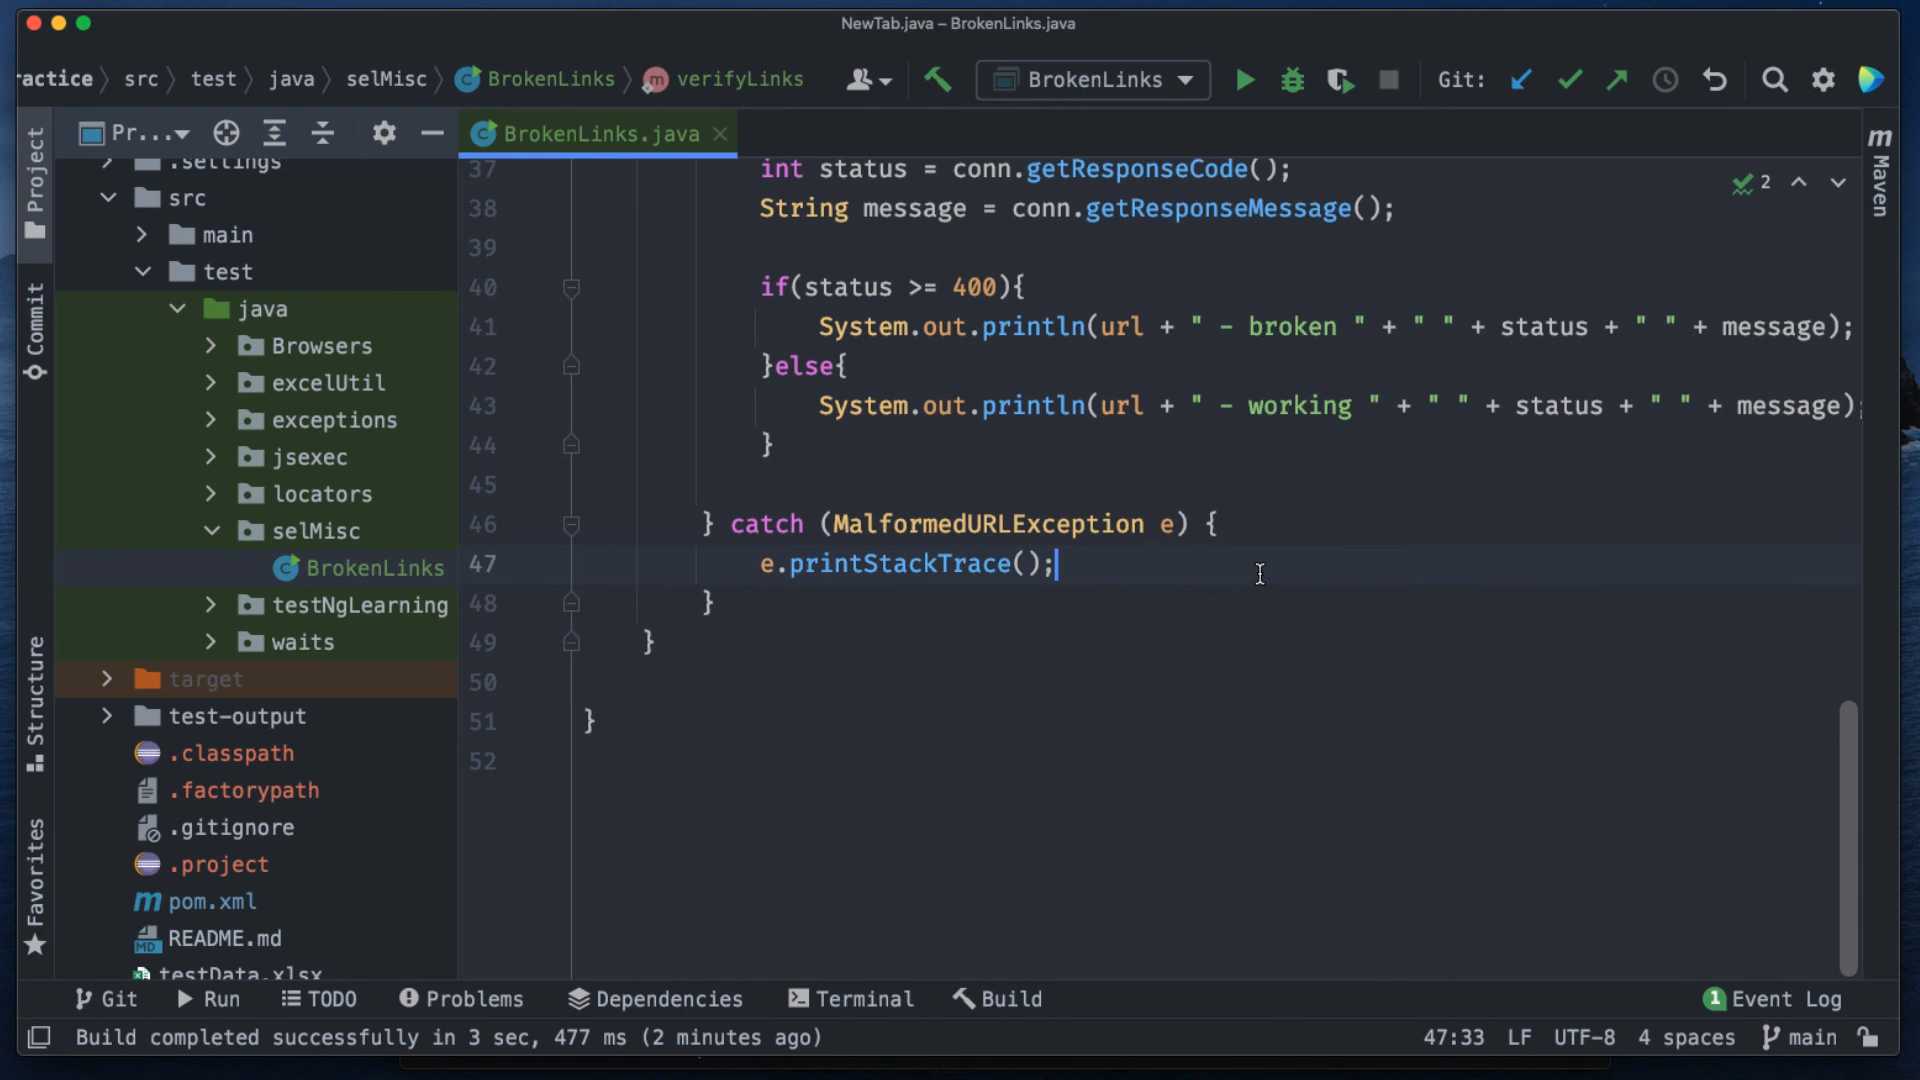 NewTab.java – BrokenLinks.java
ractice 〉 src 〉 test 〉 java 〉 selMisc 〉 BrokenLinks 〉 m verifyLinks
BrokenLinks
Git:
Pr...
BrokenLinks.java
Project
Commit
Structure
Favorites
Maven
.settings
src
main
test
java
Browsers
excelUtil
exceptions
jsexec
locators
selMisc
BrokenLinks
testNgLearning
waits
target
test-output
.classpath
.factorypath
.gitignore
.project
pom.xml
README.md
testData.xlsx
2
37 int status = conn.getResponseCode();
38 String message = conn.getResponseMessage();
39
40 if(status >= 400){
41 System.out.println(url + " - broken " + " " + status + " " + message);
42 }else{
43 System.out.println(url + " - working " + " " + status + " " + message);
44 }
45
46 } catch (MalformedURLException e) {
47 e.printStackTrace();
48 }
49 }
50
51 }
52
Git Run TODO Problems Dependencies Terminal Build 1 Event Log
Build completed successfully in 3 sec, 477 ms (2 minutes ago) 47:33 LF UTF-8 4 spaces main